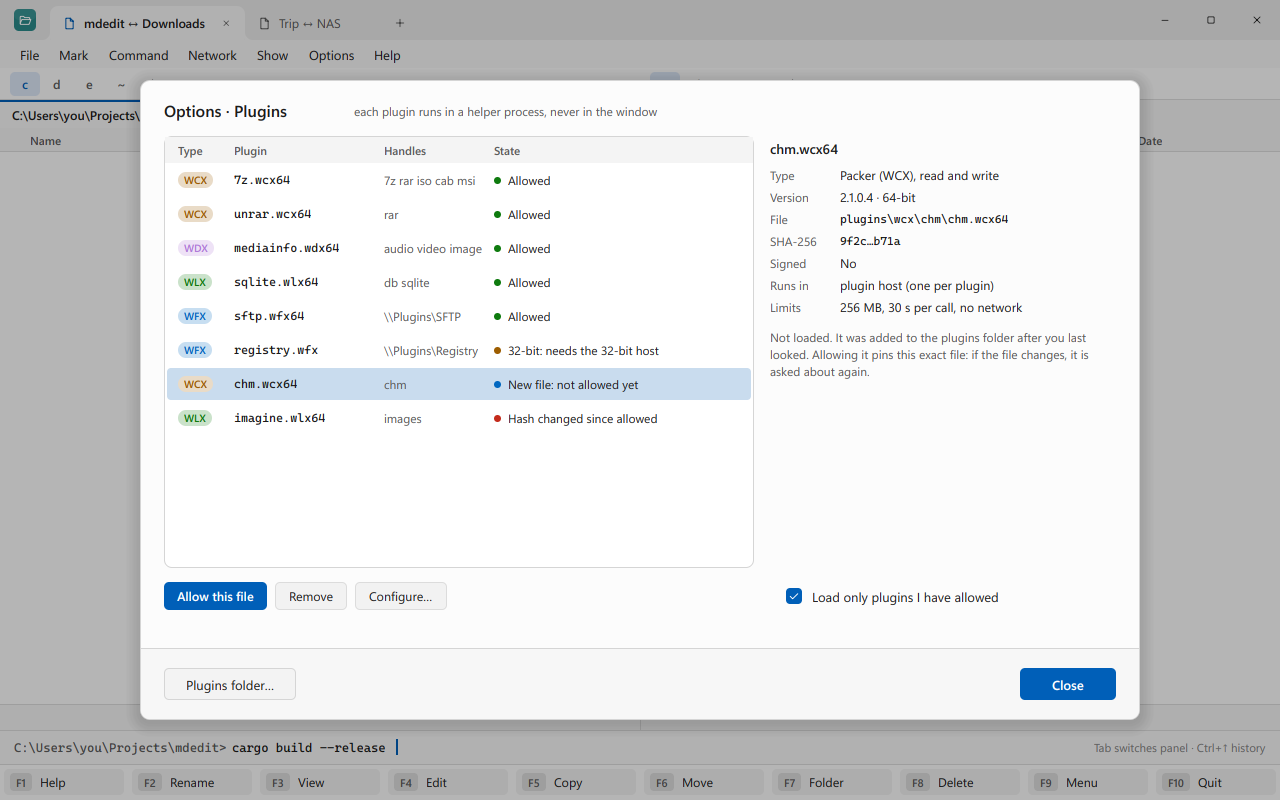 mdedit ↔ Downloads
Trip ↔ NAS
File Mark Command Network Show Options Help
c d e ~
C:\Users\you\Projects\
Name
Date
Options · Plugins
each plugin runs in a helper process, never in the window
Type Plugin Handles State
WCX 7z.wcx64 7z rar iso cab msi Allowed
WCX unrar.wcx64 rar Allowed
WDX mediainfo.wdx64 audio video image Allowed
WLX sqlite.wlx64 db sqlite Allowed
WFX sftp.wfx64 \\Plugins\SFTP Allowed
WFX registry.wfx \\Plugins\Registry 32-bit: needs the 32-bit host
WCX chm.wcx64 chm New file: not allowed yet
WLX imagine.wlx64 images Hash changed since allowed
chm.wcx64
Type Packer (WCX), read and write
Version 2.1.0.4 · 64-bit
File plugins\wcx\chm\chm.wcx64
SHA-256 9f2c…b71a
Signed No
Runs in plugin host (one per plugin)
Limits 256 MB, 30 s per call, no network
Not loaded. It was added to the plugins folder after you last
looked. Allowing it pins this exact file: if the file changes, it is
asked about again.
Allow this file
Remove
Configure...
Load only plugins I have allowed
Plugins folder...
Close
C:\Users\you\Projects\mdedit> cargo build --release
Tab switches panel · Ctrl+↑ history
F1 Help F2 Rename F3 View F4 Edit F5 Copy F6 Move F7 Folder F8 Delete F9 Menu F10 Quit